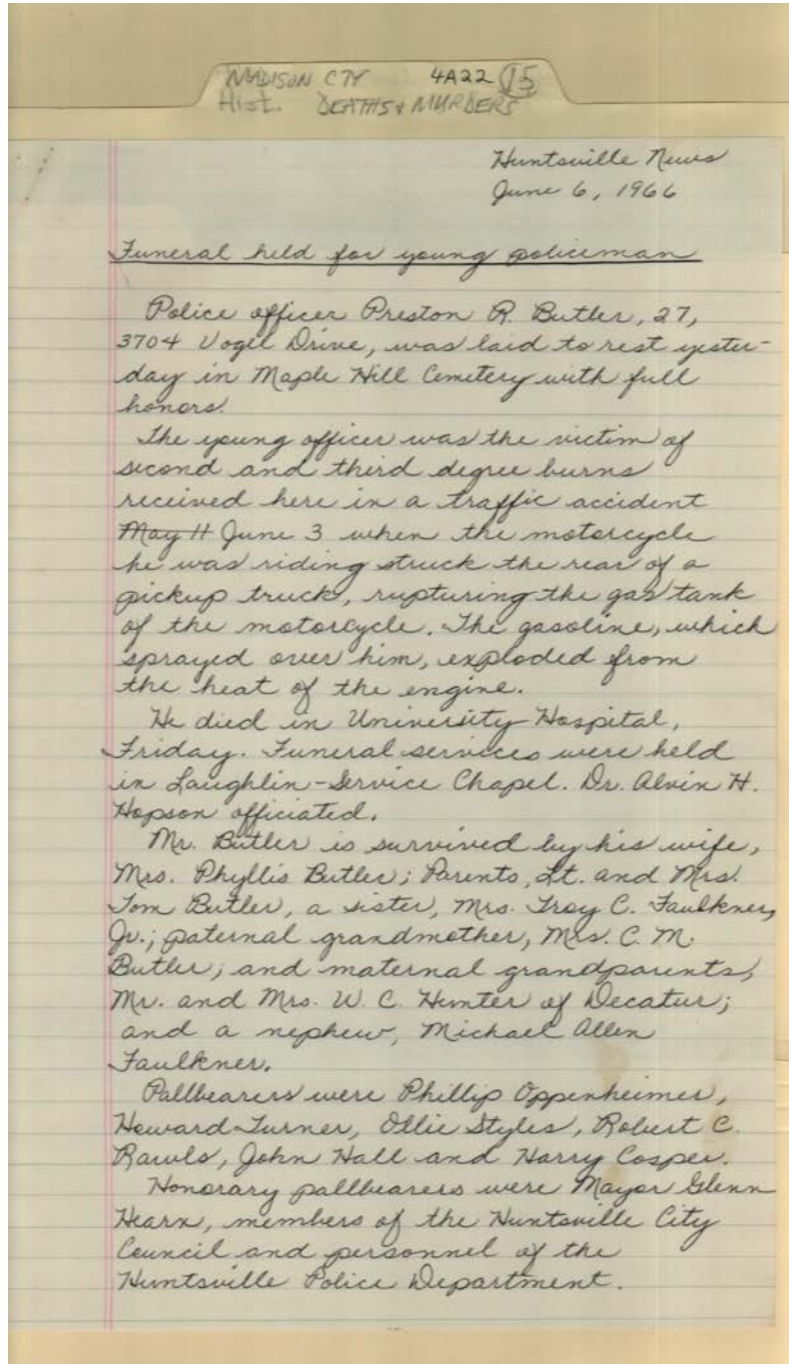 MADISON CTY 4A22 15
Hist. DEATHS & MURDERS
Huntsville News
June 6, 1966
Funeral held for young policeman
Police officer Preston R. Butler, 27,
3704 Vogel Drive, was laid to rest yester-
day in Maple Hill Cemetery with full
honors.
The young officer was the victim of
second and third degree burns
received here in a traffic accident
May 11 June 3 when the motorcycle
he was riding struck the rear of a
pickup truck, rupturing the gas tank
of the motorcycle. The gasoline, which
sprayed over him, exploded from
the heat of the engine.
He died in University Hospital,
Friday. Funeral services were held
in Laughlin-Service Chapel. Dr. Alvin H.
Hopson officiated.
Mr. Butler is survived by his wife,
Mrs. Phyllis Butler; Parents, Lt. and Mrs.
Tom Butler, a sister, Mrs. Troy C. Faulkner,
Jr.; paternal grandmother, Mrs. C. M.
Butler; and maternal grandparents,
Mr. and Mrs. W. C. Hunter of Decatur;
and a nephew, Michael Allen
Faulkner.
Pallbearers were Phillip Oppenheimer,
Howard Turner, Ollie Styles, Robert C.
Rawls, John Hall and Harry Cosper.
Honorary pallbearers were Mayor Glenn
Hearn, members of the Huntsville City
Council and personnel of the
Huntsville Police Department.